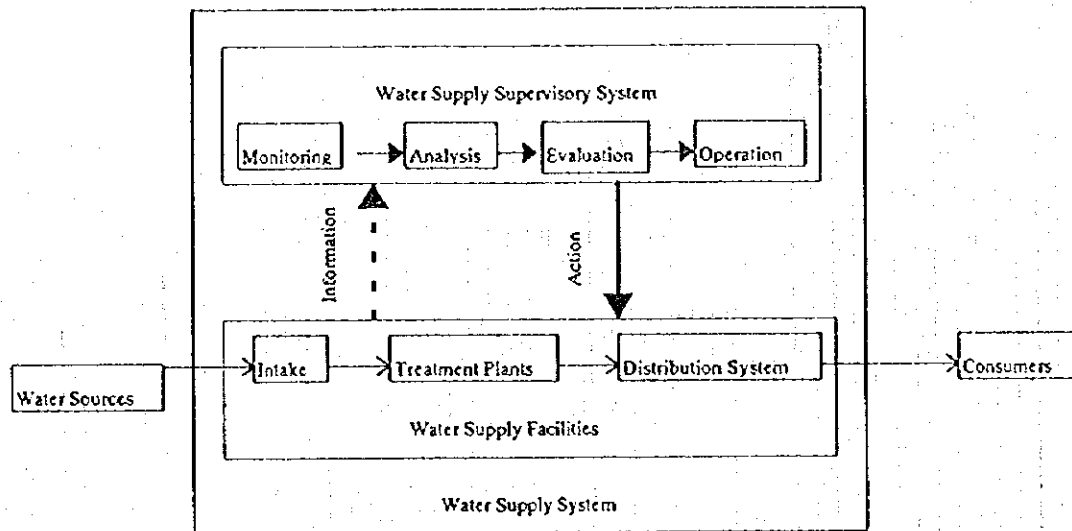 Water Supply Supervisory System
Monitoring
Analysis
Evaluation
Operation
Information
Action
Intake
Treatment Plants
Distribution System
Consumers
Water Sources
Water Supply Facilities
Water Supply System